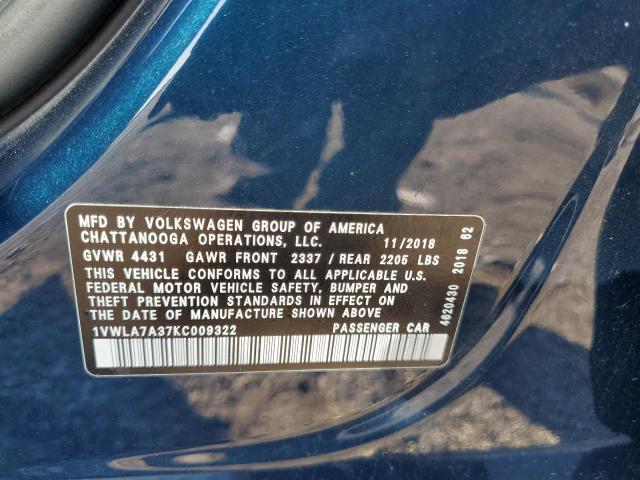 MFD BY VOLKSWAGEN GROUP OF AMERICA
CHATTANOOGA OPERATIONS, LLC. 11/2018
GVWR 4431 GAWR FRONT 2337 / REAR 2205 LBS
THIS VEHICLE CONFORMS TO ALL APPLICABLE U.S.
FEDERAL MOTOR VEHICLE SAFETY, BUMPER AND
THEFT PREVENTION STANDARDS IN EFFECT ON
THE DATE OF MANUFACTURE SHOWN ABOVE
1VWLA7A37KC009322 PASSENGER CAR
4620430 2018 62